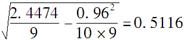 √(2.4474/9 − 0.96²/(10 × 9)) = 0.5116